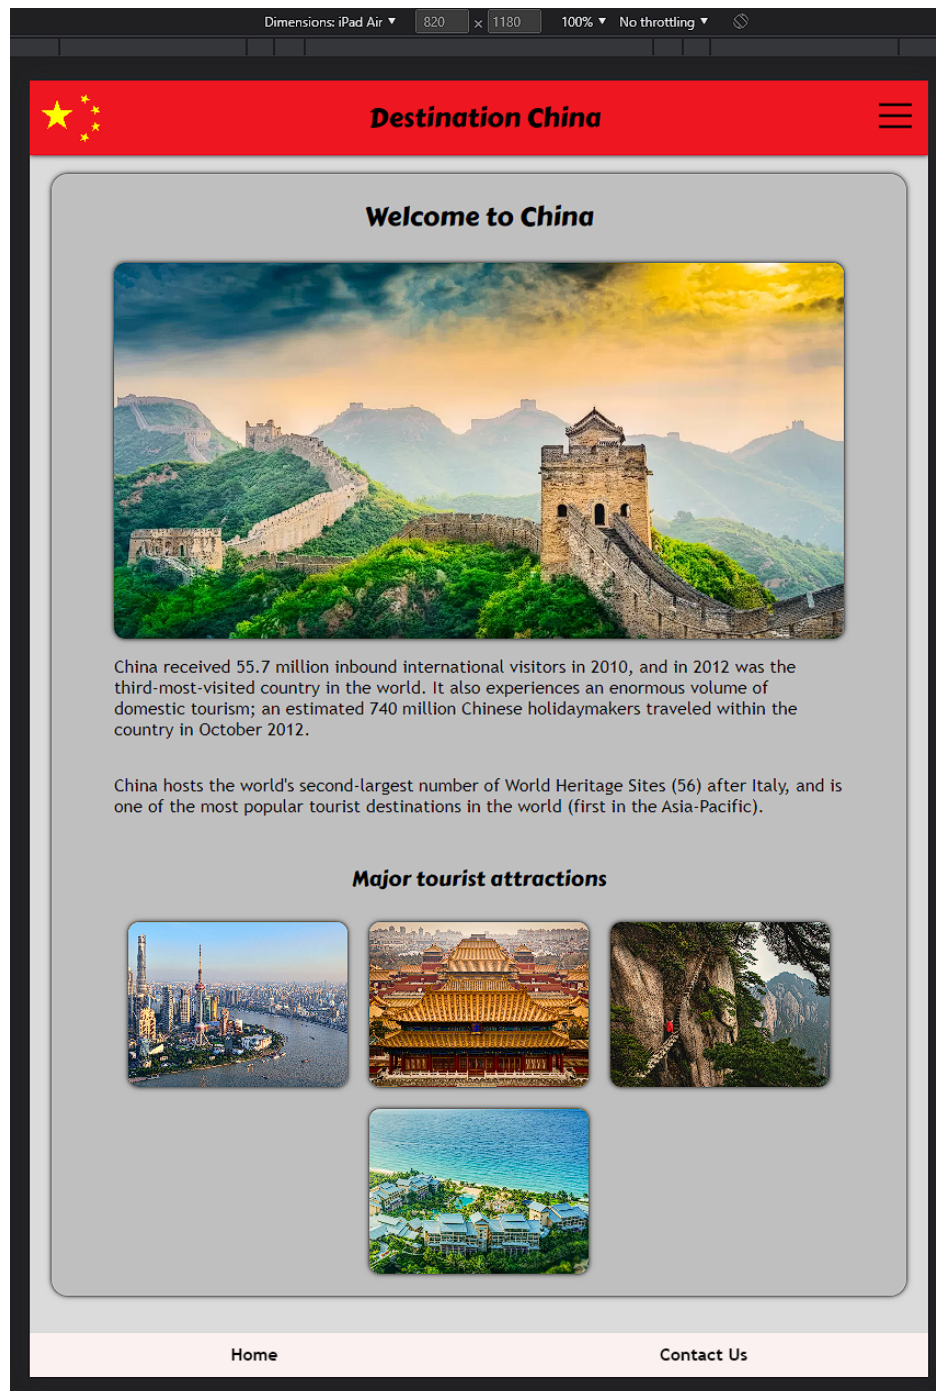 Dimensions: iPad Air ▼ 820 × 1180 100% ▼ No throttling ▼
Destination China
Welcome to China
China received 55.7 million inbound international visitors in 2010, and in 2012 was the
third-most-visited country in the world. It also experiences an enormous volume of
domestic tourism; an estimated 740 million Chinese holidaymakers traveled within the
country in October 2012.
China hosts the world's second-largest number of World Heritage Sites (56) after Italy, and is
one of the most popular tourist destinations in the world (first in the Asia-Pacific).
Major tourist attractions
Home Contact Us